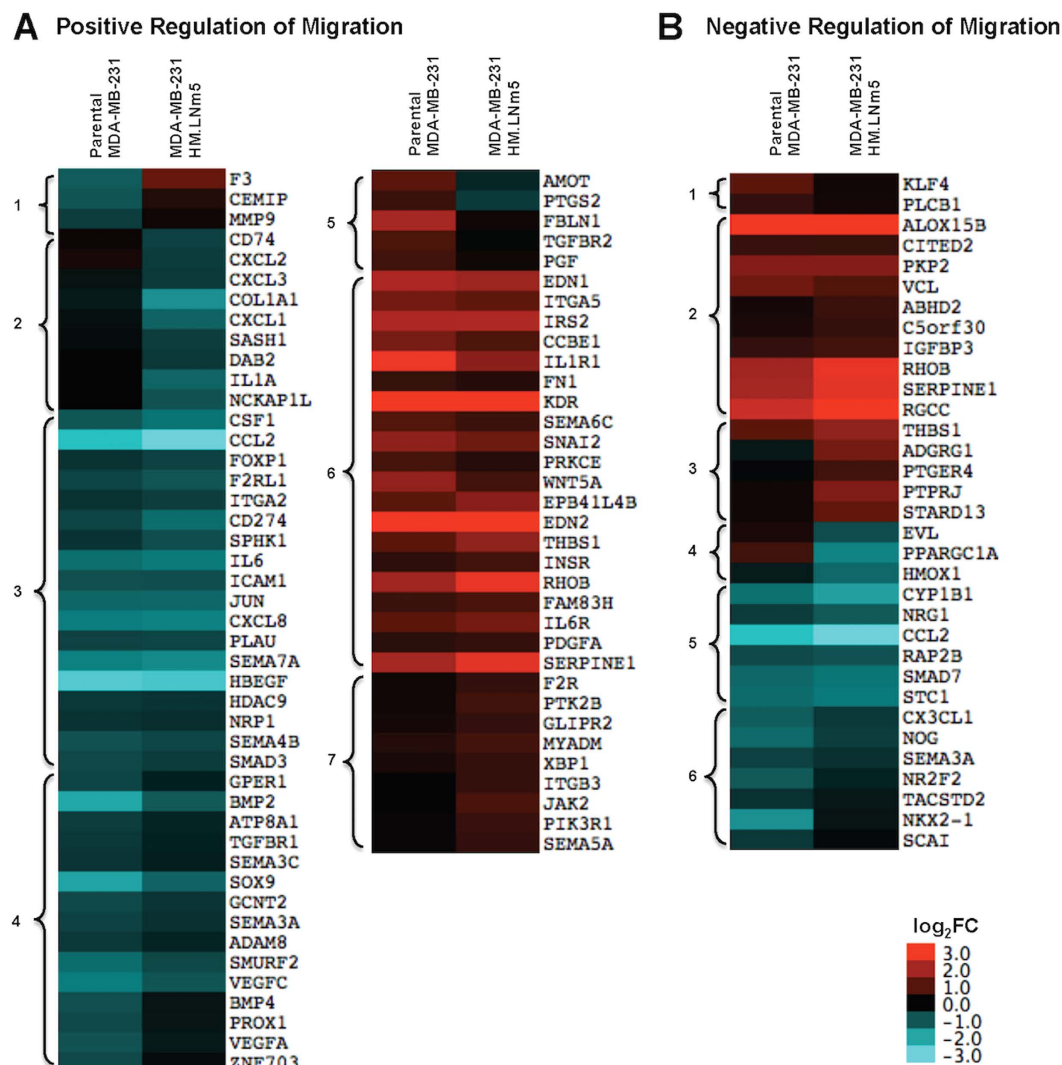 A Positive Regulation of Migration
Parental
MDA-MB-231
MDA-MB-231
HM.LNm5
1
F3
CEMIP
MMP9
2
CD74
CXCL2
CXCL3
COL1A1
CXCL1
SASH1
DAB2
IL1A
NCKAP1L
3
CSF1
CCL2
FOXP1
F2RL1
ITGA2
CD274
SPHK1
IL6
ICAM1
JUN
CXCL8
PLAU
SEMA7A
HBEGF
HDAC9
NRP1
SEMA4B
SMAD3
4
GPER1
BMP2
ATP8A1
TGFBR1
SEMA3C
SOX9
GCNT2
SEMA3A
ADAM8
SMURF2
VEGFC
BMP4
PROX1
VEGFA
ZNF703
Parental
MDA-MB-231
MDA-MB-231
HM.LNm5
5
AMOT
PTGS2
FBLN1
TGFBR2
PGF
6
EDN1
ITGA5
IRS2
CCBE1
IL1R1
FN1
KDR
SEMA6C
SNAI2
PRKCE
WNT5A
EPB41L4B
EDN2
THBS1
INSR
RHOB
FAM83H
IL6R
PDGFA
SERPINE1
7
F2R
PTK2B
GLIPR2
MYADM
XBP1
ITGB3
JAK2
PIK3R1
SEMA5A
B Negative Regulation of Migration
Parental
MDA-MB-231
MDA-MB-231
HM.LNm5
1
KLF4
PLCB1
2
ALOX15B
CITED2
PKP2
VCL
ABHD2
C5orf30
IGFBP3
RHOB
SERPINE1
RGCC
3
THBS1
ADGRG1
PTGER4
PTPRJ
STARD13
4
EVL
PPARGC1A
HMOX1
5
CYP1B1
NRG1
CCL2
RAP2B
SMAD7
STC1
6
CX3CL1
NOG
SEMA3A
NR2F2
TACSTD2
NKX2-1
SCAI
log₂FC
3.0
2.0
1.0
0.0
-1.0
-2.0
-3.0